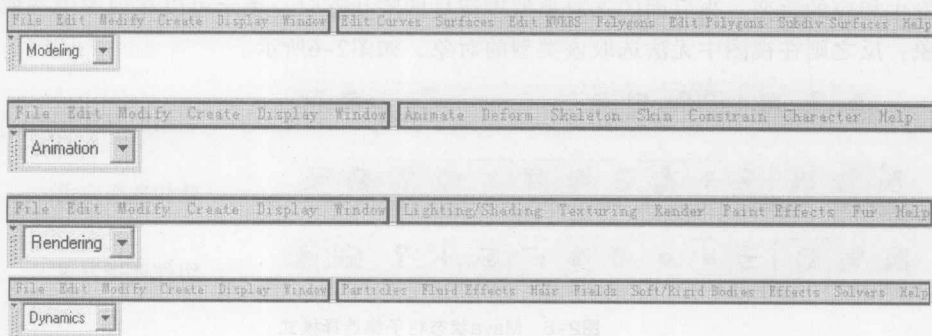 File Edit Modify Create Display Window Edit Curves Surfaces Edit NURBS Polygons Edit Polygons Subdiv Surfaces Help
Modeling
File Edit Modify Create Display Window Animate Deform Skeleton Skin Constrain Character Help
Animation
File Edit Modify Create Display Window Lighting/Shading Texturing Render Paint Effects Fur Help
Rendering
File Edit Modify Create Display Window Particles Fluid Effects Hair Fields Soft/Rigid Bodies Effects Solvers Help
Dynamics